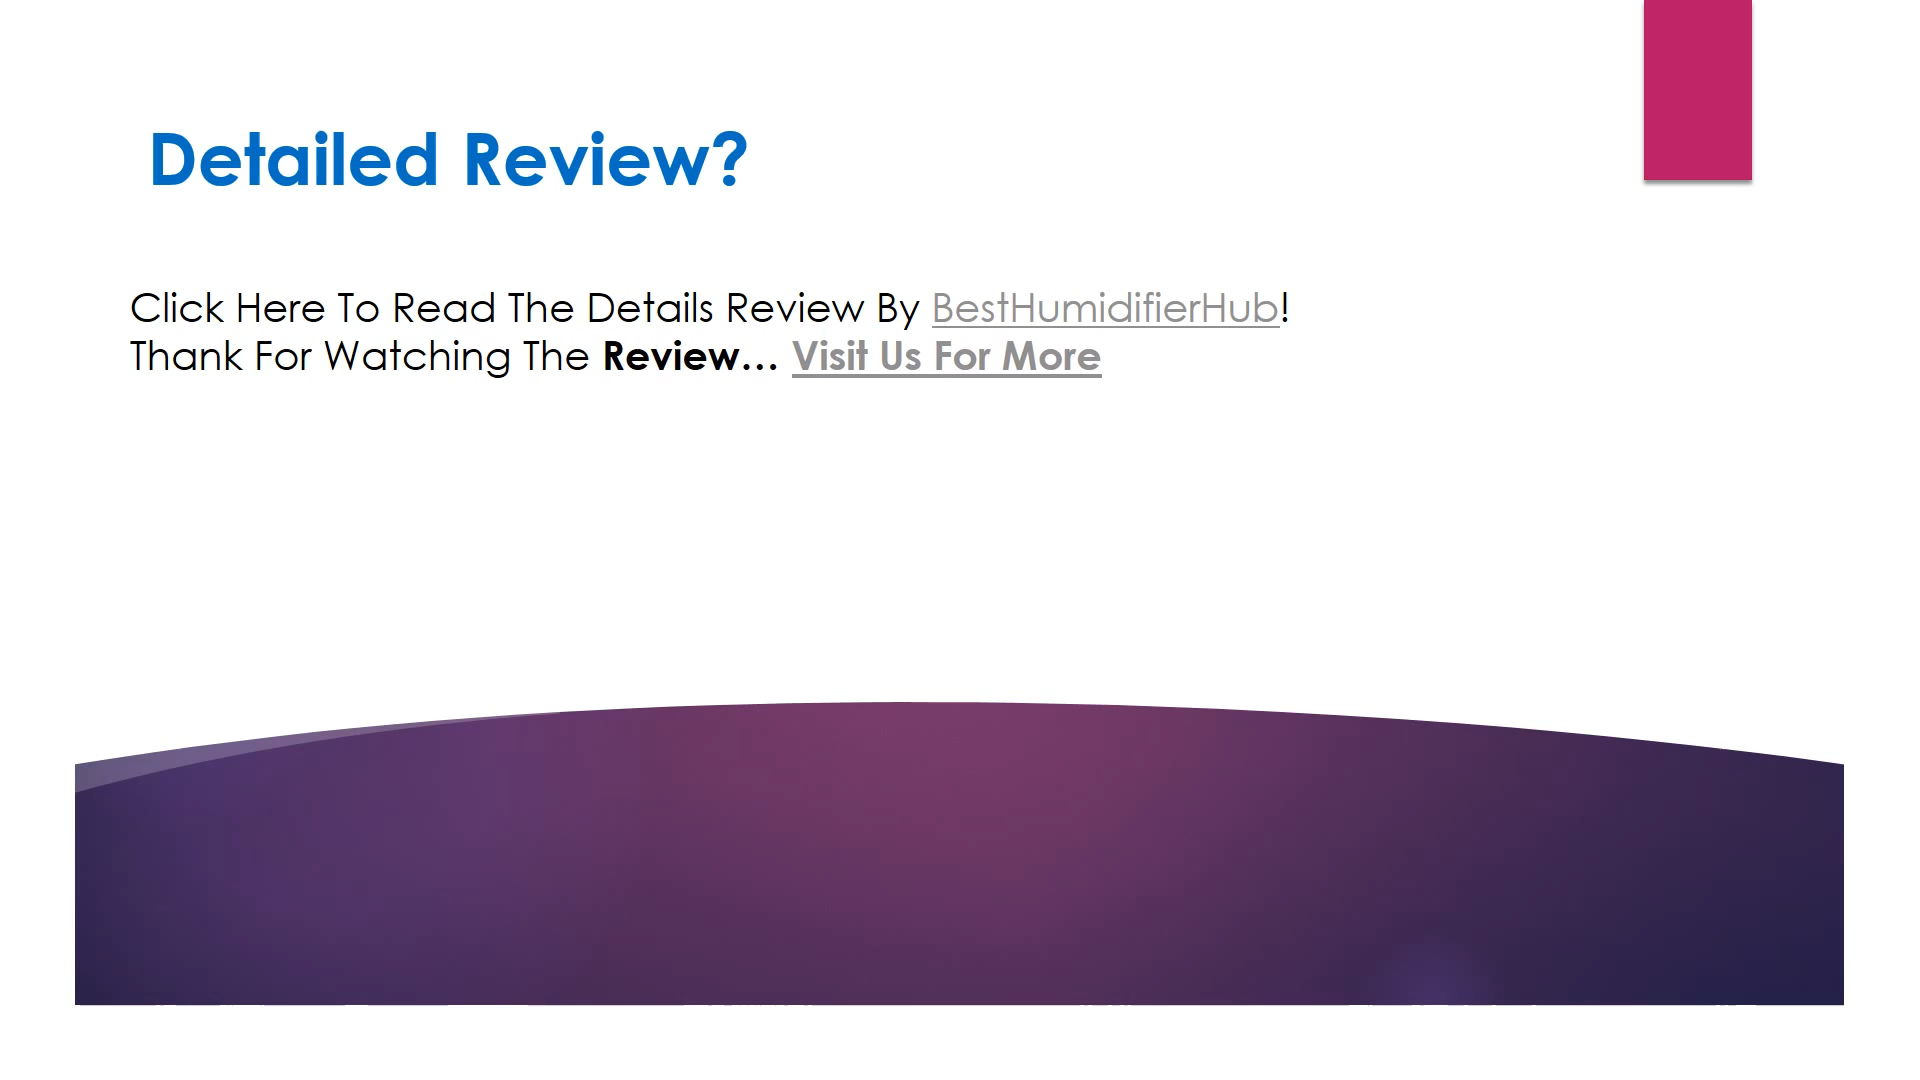 Detailed Review?
Click Here To Read The Details Review By BestHumidifierHub!
Thank For Watching The Review… Visit Us For More